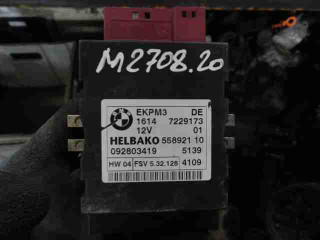 M2708.20
EKPM3 DE
1614 7229173
12V 01
HELBAKO 558921 10
092803419 5139
HW 04 FSV 5.32.128 4109